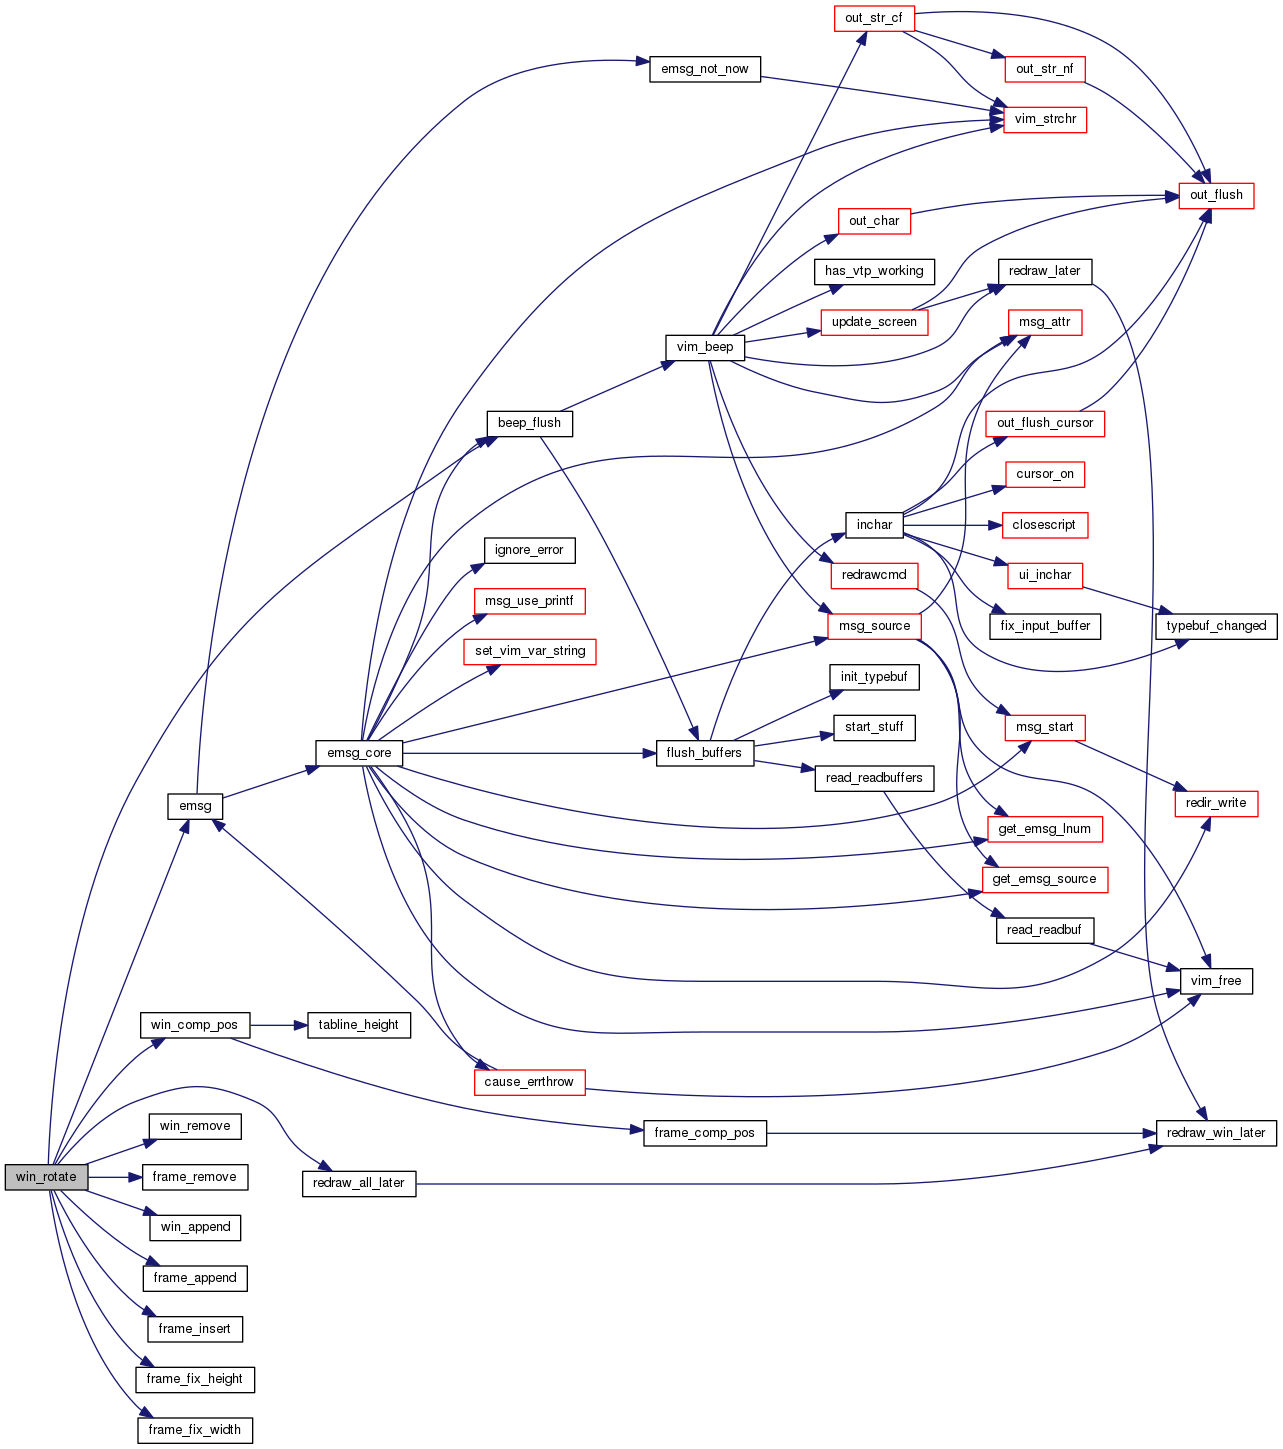 out_str_cf
emsg_not_now
out_str_nf
vim_strchr
out_flush
out_char
has_vtp_working
redraw_later
update_screen
msg_attr
vim_beep
beep_flush
out_flush_cursor
cursor_on
inchar
closescript
ignore_error
redrawcmd
ui_inchar
msg_use_printf
msg_source
fix_input_buffer
typebuf_changed
set_vim_var_string
init_typebuf
start_stuff
msg_start
emsg_core
flush_buffers
read_readbuffers
emsg
redir_write
get_emsg_lnum
get_emsg_source
read_readbuf
vim_free
win_comp_pos
tabline_height
cause_errthrow
win_remove
frame_comp_pos
redraw_win_later
win_rotate
frame_remove
redraw_all_later
win_append
frame_append
frame_insert
frame_fix_height
frame_fix_width